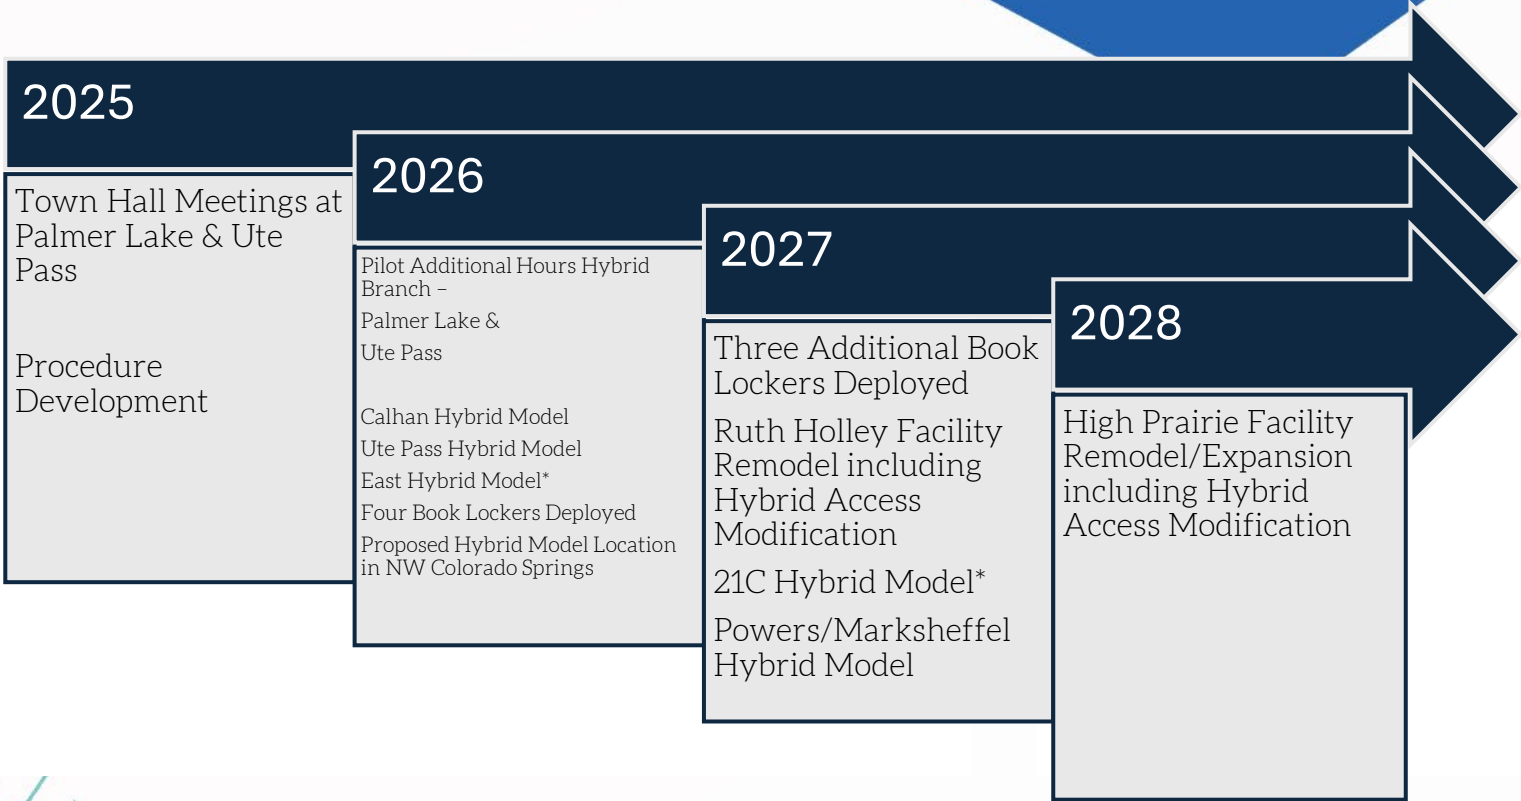 2025
Town Hall Meetings at
Palmer Lake & Ute
Pass
Procedure
Development
2026
Pilot Additional Hours Hybrid
Branch –
Palmer Lake &
Ute Pass
Calhan Hybrid Model
Ute Pass Hybrid Model
East Hybrid Model*
Four Book Lockers Deployed
Proposed Hybrid Model Location
in NW Colorado Springs
2027
Three Additional Book
Lockers Deployed
Ruth Holley Facility
Remodel including
Hybrid Access
Modification
21C Hybrid Model*
Powers/Marksheffel
Hybrid Model
2028
High Prairie Facility
Remodel/Expansion
including Hybrid
Access Modification